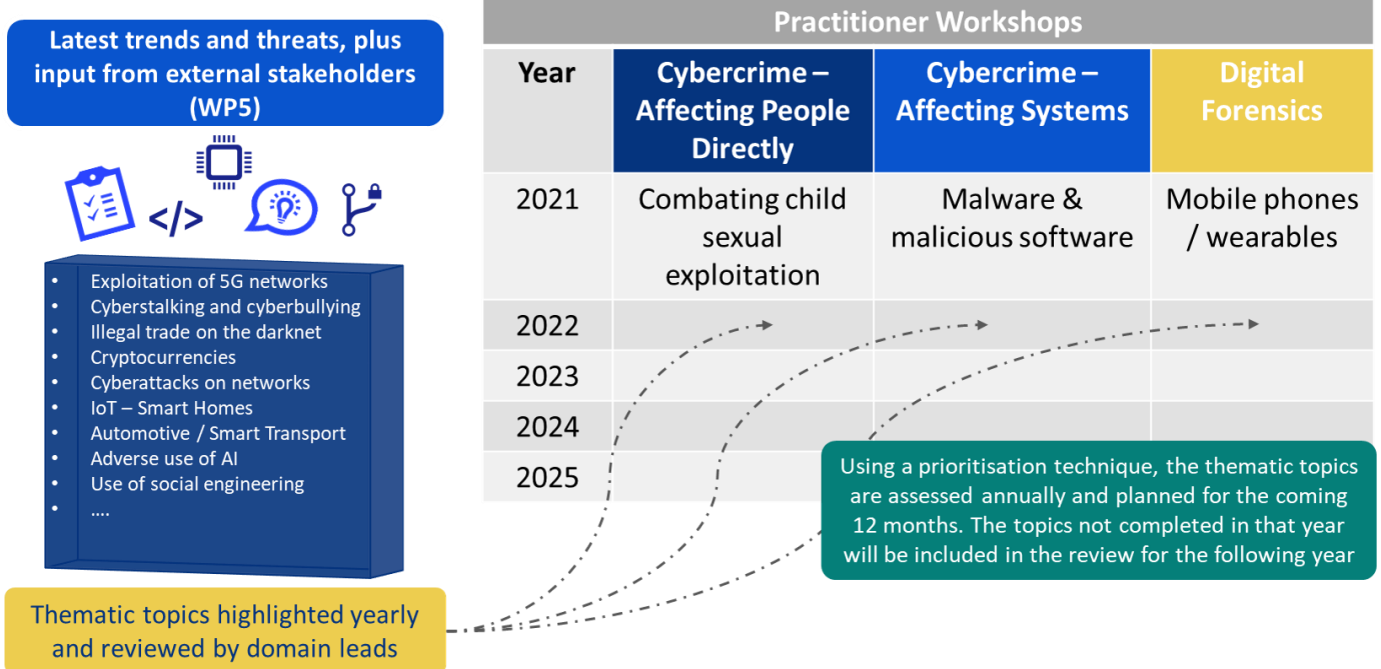 Latest trends and threats, plus
input from external stakeholders
(WP5)
</>
• Exploitation of 5G networks
• Cyberstalking and cyberbullying
• Illegal trade on the darknet
• Cryptocurrencies
• Cyberattacks on networks
• IoT – Smart Homes
• Automotive / Smart Transport
• Adverse use of AI
• Use of social engineering
• ....
Thematic topics highlighted yearly
and reviewed by domain leads
Practitioner Workshops
Year
Cybercrime –
Affecting People
Directly
Cybercrime –
Affecting Systems
Digital
Forensics
2021
Combating child
sexual
exploitation
Malware &
malicious software
Mobile phones
/ wearables
2022
2023
2024
2025
Using a prioritisation technique, the thematic topics
are assessed annually and planned for the coming
12 months. The topics not completed in that year
will be included in the review for the following year